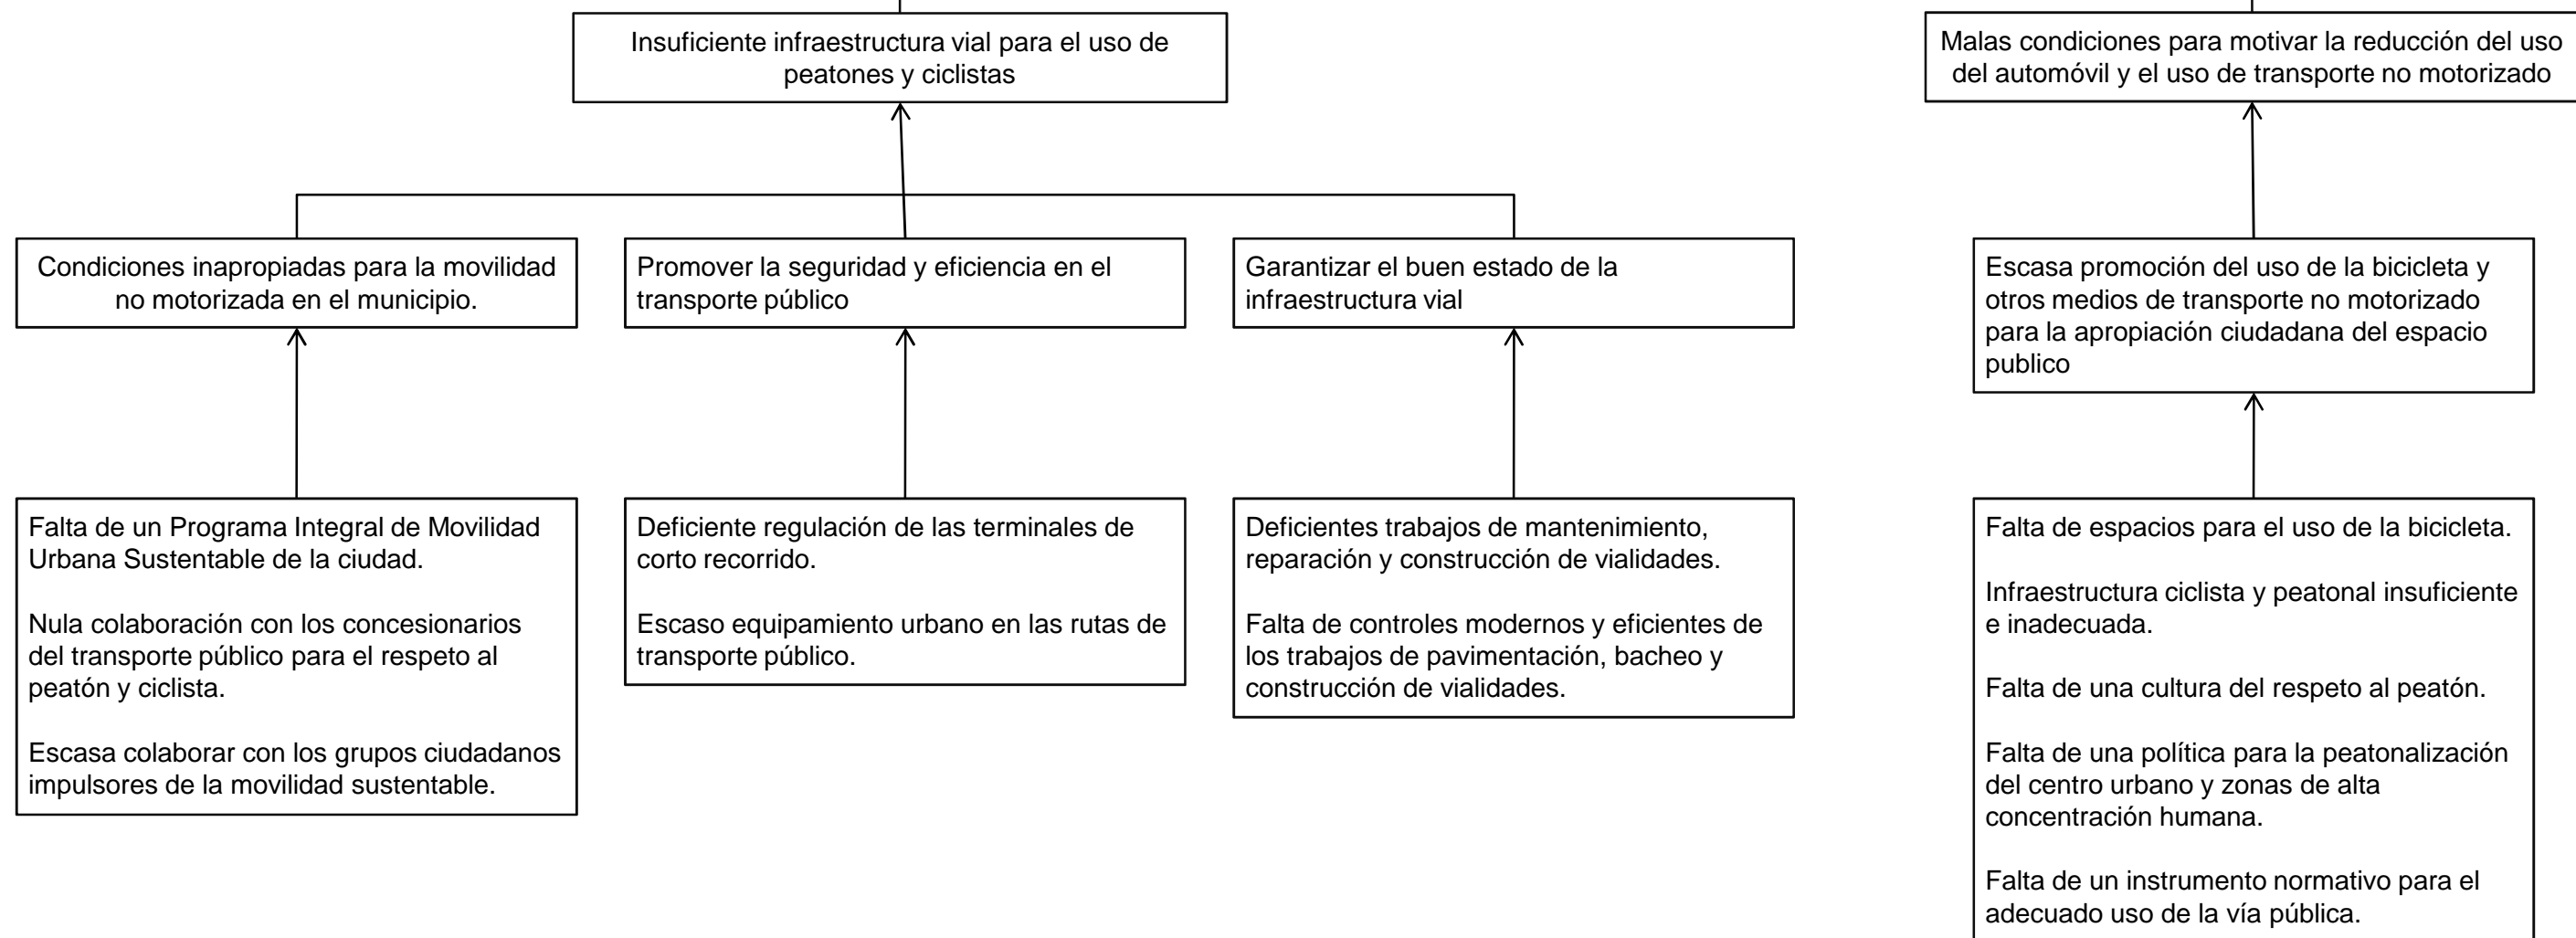 Insuficiente infraestructura vial para el uso de
peatones y ciclistas
Malas condiciones para motivar la reducción del uso
del automóvil y el uso de transporte no motorizado
Condiciones inapropiadas para la movilidad
no motorizada en el municipio.
Promover la seguridad y eficiencia en el
transporte público
Garantizar el buen estado de la
infraestructura vial
Escasa promoción del uso de la bicicleta y
otros medios de transporte no motorizado
para la apropiación ciudadana del espacio
publico
Falta de un Programa Integral de Movilidad
Urbana Sustentable de la ciudad.
Nula colaboración con los concesionarios
del transporte público para el respeto al
peatón y ciclista.
Escasa colaborar con los grupos ciudadanos
impulsores de la movilidad sustentable.
Deficiente regulación de las terminales de
corto recorrido.
Escaso equipamiento urbano en las rutas de
transporte público.
Deficientes trabajos de mantenimiento,
reparación y construcción de vialidades.
Falta de controles modernos y eficientes de
los trabajos de pavimentación, bacheo y
construcción de vialidades.
Falta de espacios para el uso de la bicicleta.
Infraestructura ciclista y peatonal insuficiente
e inadecuada.
Falta de una cultura del respeto al peatón.
Falta de una política para la peatonalización
del centro urbano y zonas de alta
concentración humana.
Falta de un instrumento normativo para el
adecuado uso de la vía pública.